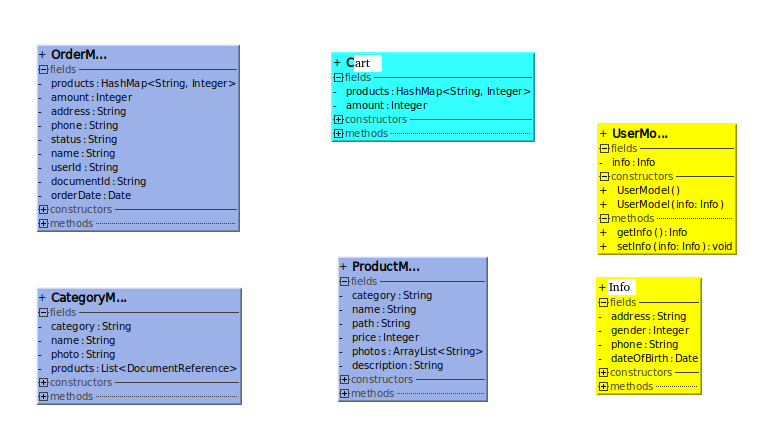 + OrderM...
fields
- products : HashMap<String, Integer>
- amount : Integer
- address : String
- phone : String
- status : String
- name : String
- userId : String
- documentId : String
- orderDate : Date
constructors
methods
+ Cart
fields
- products : HashMap<String, Integer>
- amount : Integer
constructors
methods
+ UserMo...
fields
- info : Info
constructors
+ UserModel()
+ UserModel(info: Info)
methods
+ getInfo() : Info
+ setInfo(info: Info) : void
+ CategoryM...
fields
- category : String
- name : String
- photo : String
- products : List<DocumentReference>
constructors
methods
+ ProductM...
fields
- category : String
- name : String
- path : String
- price : Integer
- photos : ArrayList<String>
- description : String
constructors
methods
+ Info
fields
- address : String
- gender : Integer
- phone : String
- dateOfBirth : Date
constructors
methods